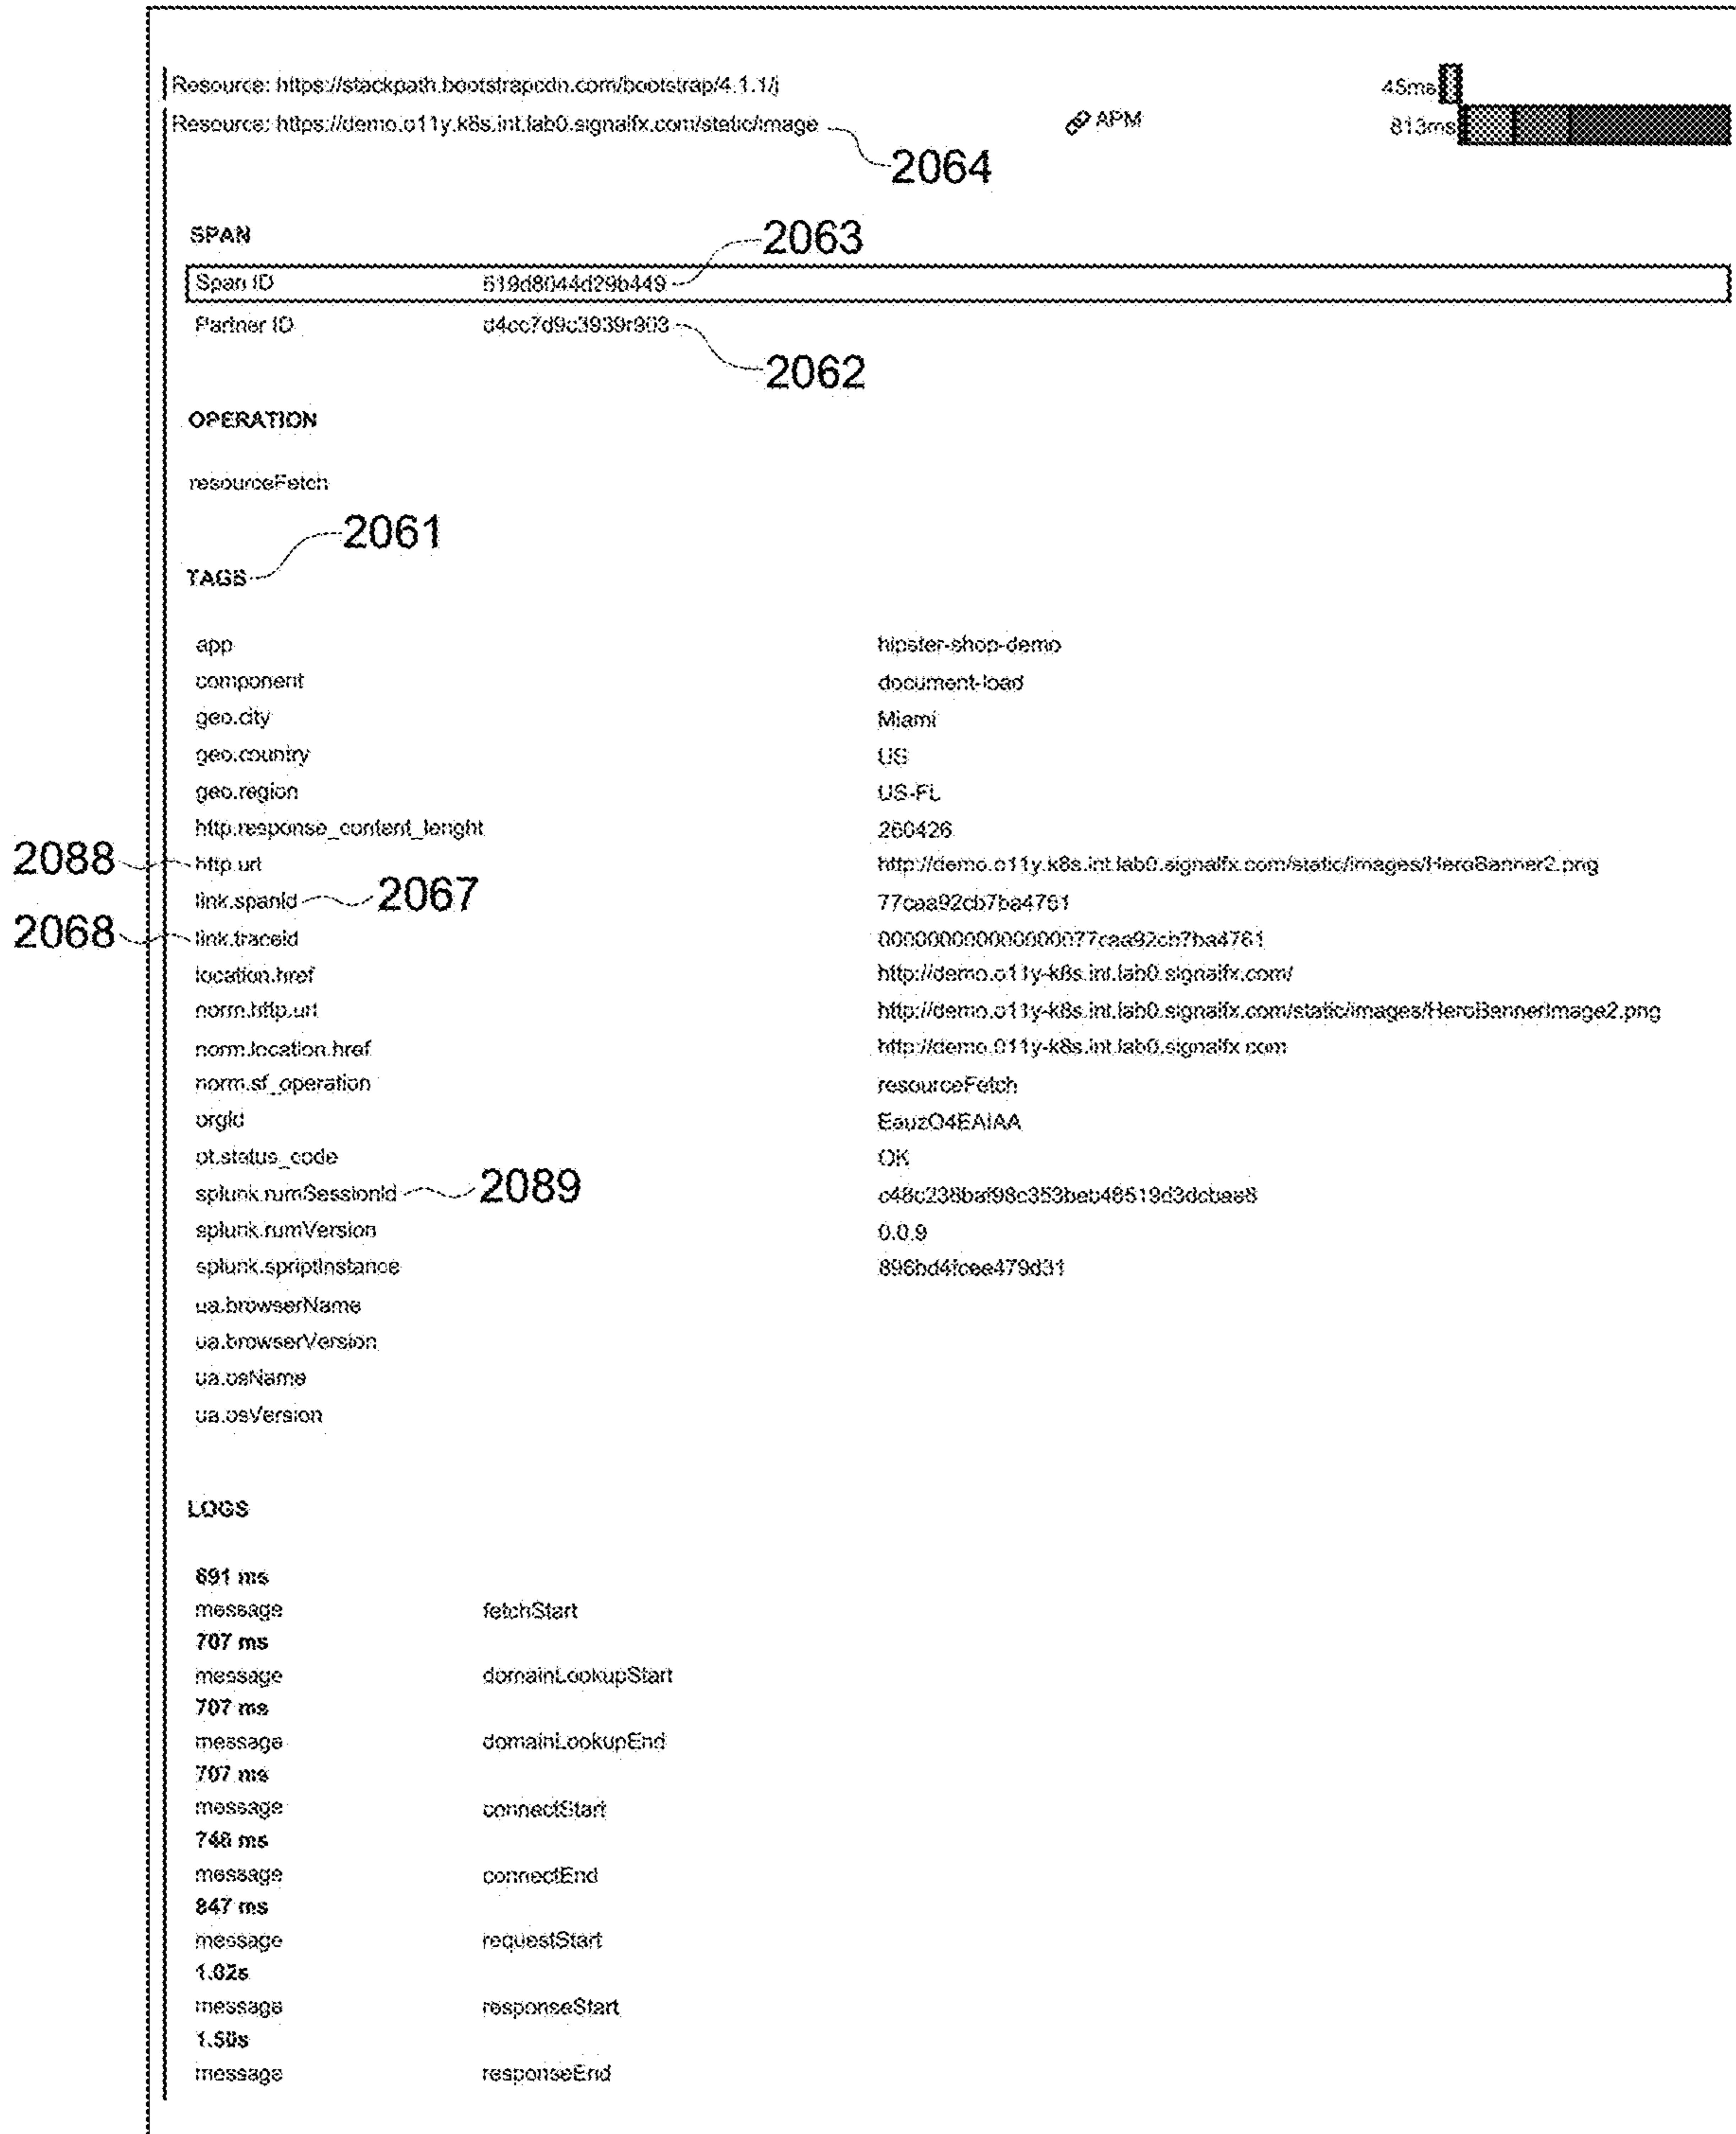 Resource: https://stackpath.bootstrapcdn.com/bootstrap/4.1.1/j 45ms
Resource: https://demo.o11y.k8s.int.lab0.signalfx.com/static/image APM 813ms
2064
SPAN
2063
Span ID 619d8044d29b449
Partner ID d4cc7d9c3939r903
2062
OPERATION
resourceFetch
2061
TAGS
app hipster-shop-demo
component document-load
geo.city Miami
geo.country US
geo.region US-FL
http.response_content_lenght 260426
2088 http.url http://demo.o11y.k8s.int.lab0.signalfx.com/static/images/HeroBanner2.png
link.spanId 2067 77caa92cb7ba4761
2068 link.traceId 000000000000000077caa92cb7ba4761
location.href http://demo.o11y-k8s.int.lab0.signalfx.com/
norm.http.url http://demo.o11y-k8s.int.lab0.signalfx.com/static/images/HeroBannerImage2.png
norm.location.href http://demo.011y-k8s.int.lab0.signalfx.com
norm.sf_operation resourceFetch
orgId EauzO4EAIAA
ot.status_code OK
splunk.rumSessionId 2089
splunk.rumVersion 0.0.9
splunk.spriptInstance 896bd4fcee479d31
ua.browserName
ua.browserVersion
ua.osName
ua.osVersion
LOGS
691 ms
message fetchStart
707 ms
message domainLookupStart
707 ms
message domainLookupEnd
707 ms
message connectStart
746 ms
message connectEnd
847 ms
message requestStart
1.02s
message responseStart
1.50s
message responseEnd